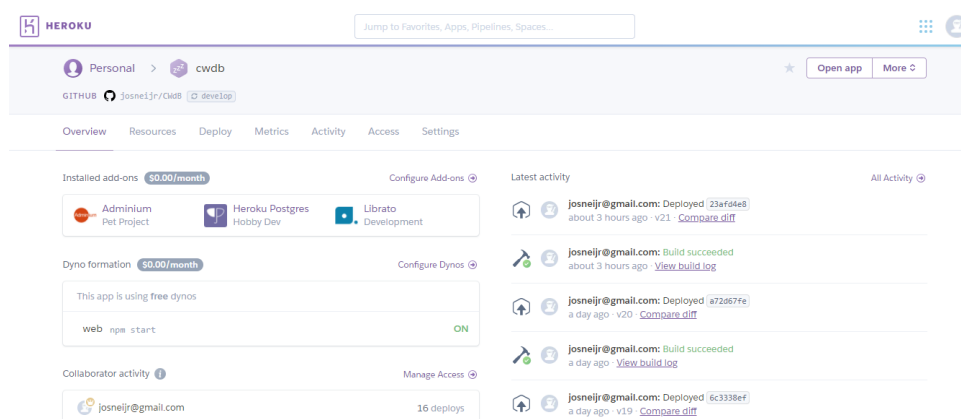 HEROKU
Jump to Favorites, Apps, Pipelines, Spaces...
Personal > cwdb
Open app More
GITHUB josneijr/CWdB develop
Overview Resources Deploy Metrics Activity Access Settings
Installed add-ons $0.00/month Configure Add-ons
Adminium
Pet Project
Heroku Postgres
Hobby Dev
Librato
Development
Dyno formation $0.00/month Configure Dynos
This app is using free dynos
web npm start ON
Collaborator activity Manage Access
josneijr@gmail.com 16 deploys
Latest activity All Activity
josneijr@gmail.com: Deployed 23afd4e8
about 3 hours ago · v21 · Compare diff
josneijr@gmail.com: Build succeeded
about 3 hours ago · View build log
josneijr@gmail.com: Deployed a72d67fe
a day ago · v20 · Compare diff
josneijr@gmail.com: Build succeeded
a day ago · View build log
josneijr@gmail.com: Deployed 6c3338ef
a day ago · v19 · Compare diff